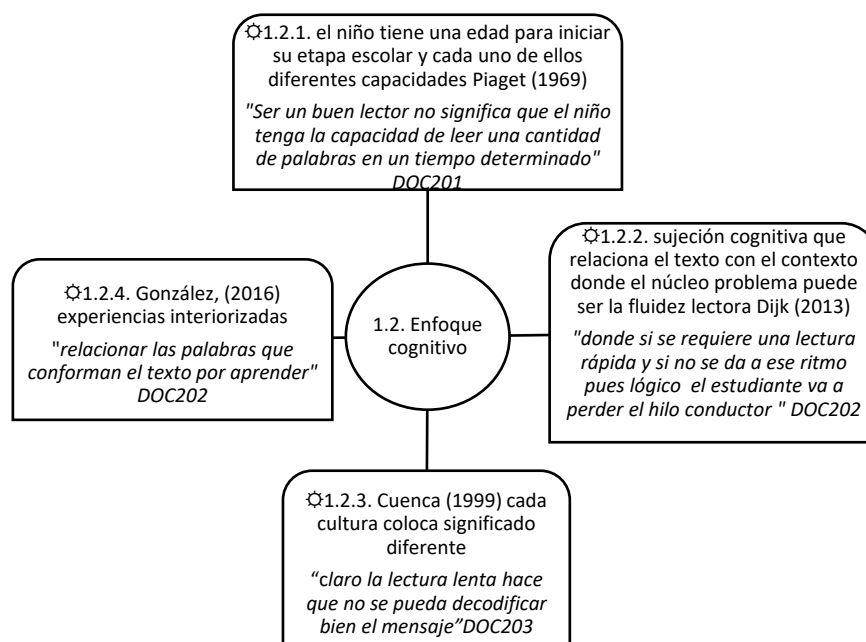 ☼1.2.1. el niño tiene una edad para iniciar
su etapa escolar y cada uno de ellos
diferentes capacidades Piaget (1969)
"Ser un buen lector no significa que el niño
tenga la capacidad de leer una cantidad
de palabras en un tiempo determinado"
DOC201
☼1.2.2. sujeción cognitiva que
relaciona el texto con el contexto
donde el núcleo problema puede
ser la fluidez lectora Dijk (2013)
"donde si se requiere una lectura
rápida y si no se da a ese ritmo
pues lógico el estudiante va a
perder el hilo conductor " DOC202
☼1.2.4. González, (2016)
experiencias interiorizadas
"relacionar las palabras que
conforman el texto por aprender"
DOC202
1.2. Enfoque
cognitivo
☼1.2.3. Cuenca (1999) cada
cultura coloca significado
diferente
“claro la lectura lenta hace
que no se pueda decodificar
bien el mensaje”DOC203